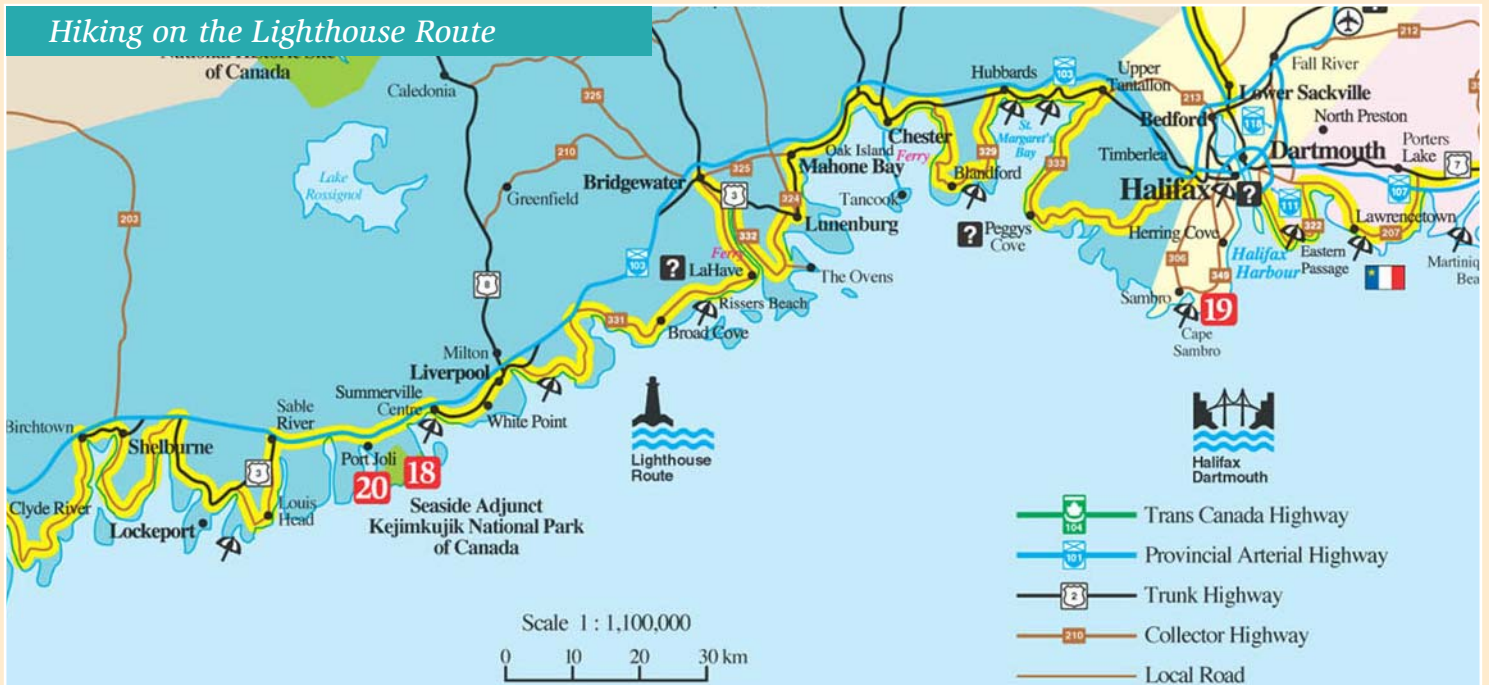 Hiking on the Lighthouse Route
of Canada
Caledonia
325
210
Greenfield
Lake
Rossignol
203
8
103
Bridgewater
3
325
324
332
Ferry
LaHave
?
Rissers Beach
The Ovens
331
Broad Cove
Lunenburg
Mahone Bay
Oak Island
Chester
Ferry
Tancook
Blandford
329
Hubbards
103
St.
Margaret's
Bay
333
Upper
Tantallon
Peggys
Cove
?
213
Bedford
Lower Sackville
Fall River
212
?
118
North Preston
Timberlea
Dartmouth
Porters
Lake
7
107
Halifax
?
111
322
Eastern
Passage
Lawrencetown
207
Herring Cove
Halifax
Harbour
306
349
Sambro
19
Cape
Sambro
Milton
Liverpool
Summerville
Centre
White Point
Sable
River
Birchtown
Shelburne
3
Port Joli
20
18
Louis
Head
Clyde River
Lockeport
Seaside Adjunct
Kejimkujik National Park
of Canada
Lighthouse
Route
Halifax
Dartmouth
104
Trans Canada Highway
101
Provincial Arterial Highway
2
Trunk Highway
210
Collector Highway
Local Road
Scale 1 : 1,100,000
0 10 20 30 km